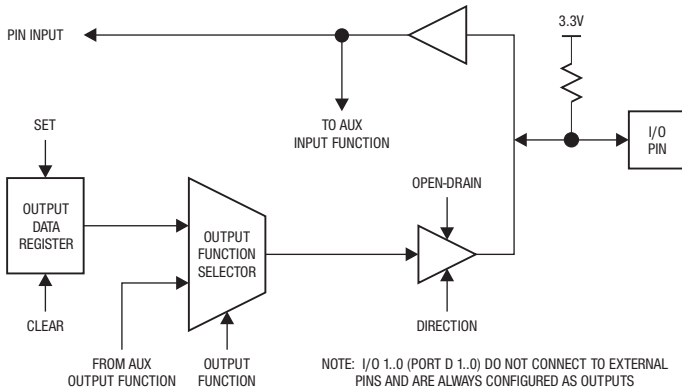 PIN INPUT
3.3V
TO AUX
INPUT FUNCTION
I/O
PIN
SET
OPEN-DRAIN
OUTPUT
DATA
REGISTER
OUTPUT
FUNCTION
SELECTOR
CLEAR
DIRECTION
FROM AUX
OUTPUT FUNCTION
OUTPUT
FUNCTION
NOTE: I/O 1..0 (PORT D 1..0) DO NOT CONNECT TO EXTERNAL
PINS AND ARE ALWAYS CONFIGURED AS OUTPUTS